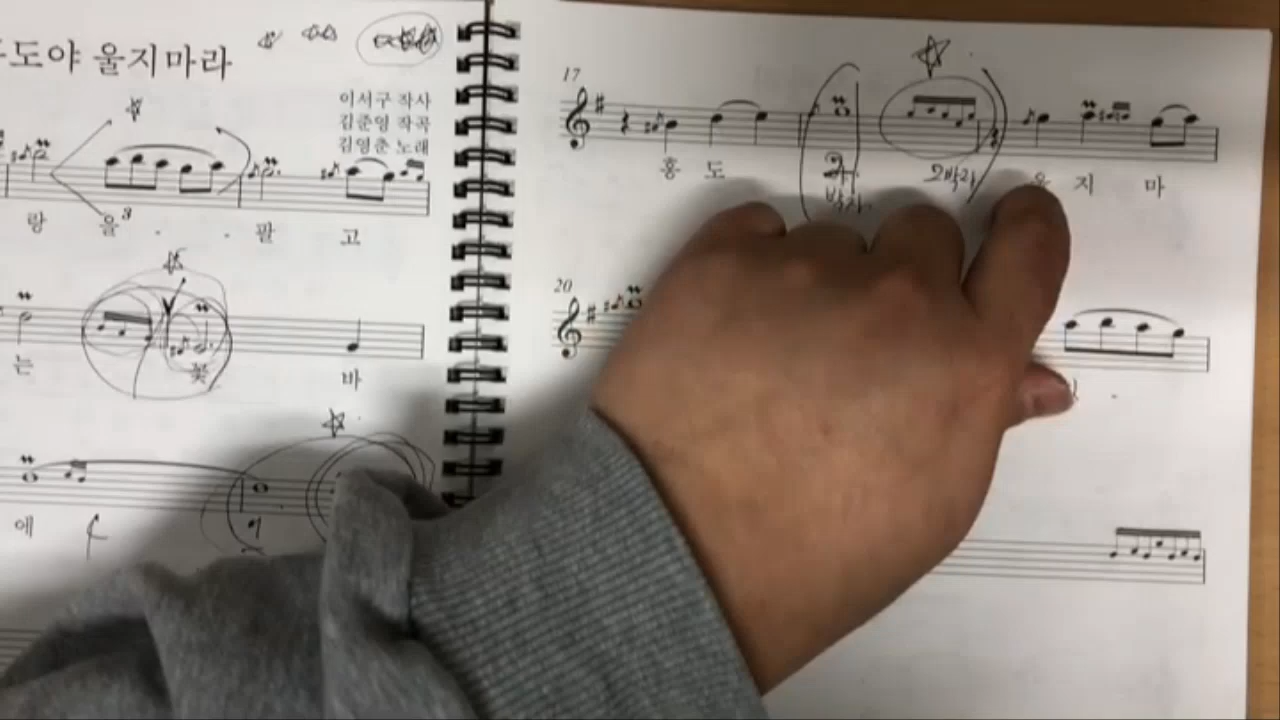 도야 울지마라
이서구 작사
김준영 작곡
김영춘 노래
랑 을 팔 고
3
는 꽃 바
에
17
홍 도
박자
2박자
울 지 마
20